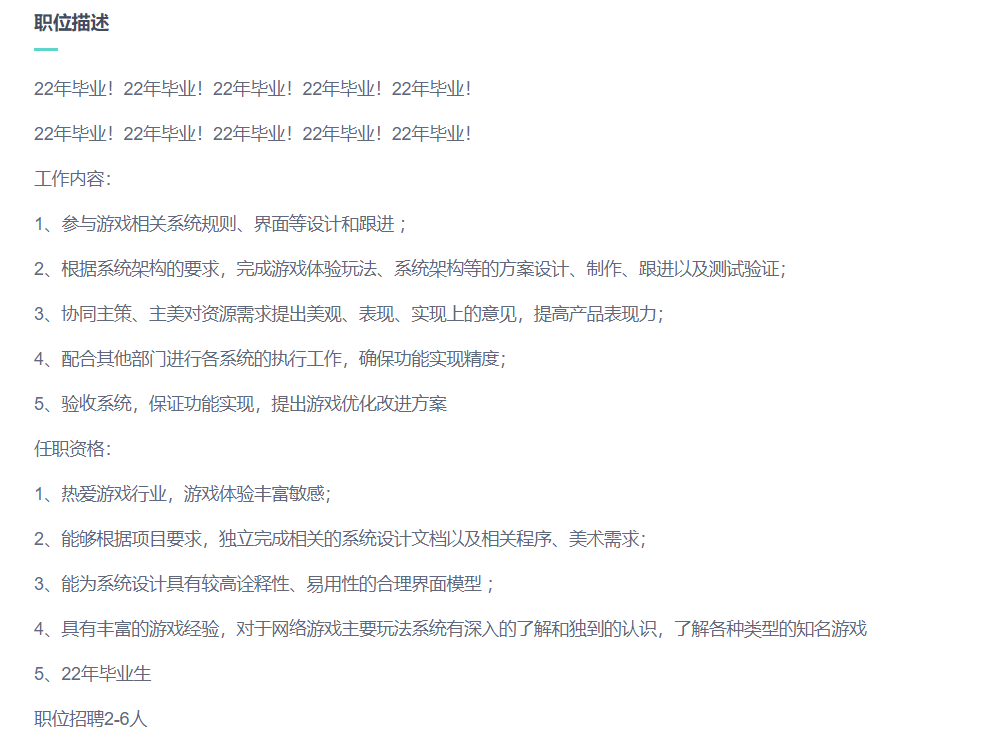 职位描述
22年毕业！22年毕业！22年毕业！22年毕业！22年毕业！
22年毕业！22年毕业！22年毕业！22年毕业！22年毕业！
工作内容：
1、参与游戏相关系统规则、界面等设计和跟进 ；
2、根据系统架构的要求，完成游戏体验玩法、系统架构等的方案设计、制作、跟进以及测试验证；
3、协同主策、主美对资源需求提出美观、表现、实现上的意见，提高产品表现力；
4、配合其他部门进行各系统的执行工作，确保功能实现精度；
5、验收系统，保证功能实现，提出游戏优化改进方案
任职资格：
1、热爱游戏行业，游戏体验丰富敏感；
2、能够根据项目要求，独立完成相关的系统设计文档以及相关程序、美术需求；
3、能为系统设计具有较高诠释性、易用性的合理界面模型 ；
4、具有丰富的游戏经验，对于网络游戏主要玩法系统有深入的了解和独到的认识，了解各种类型的知名游戏
5、22年毕业生
职位招聘2-6人